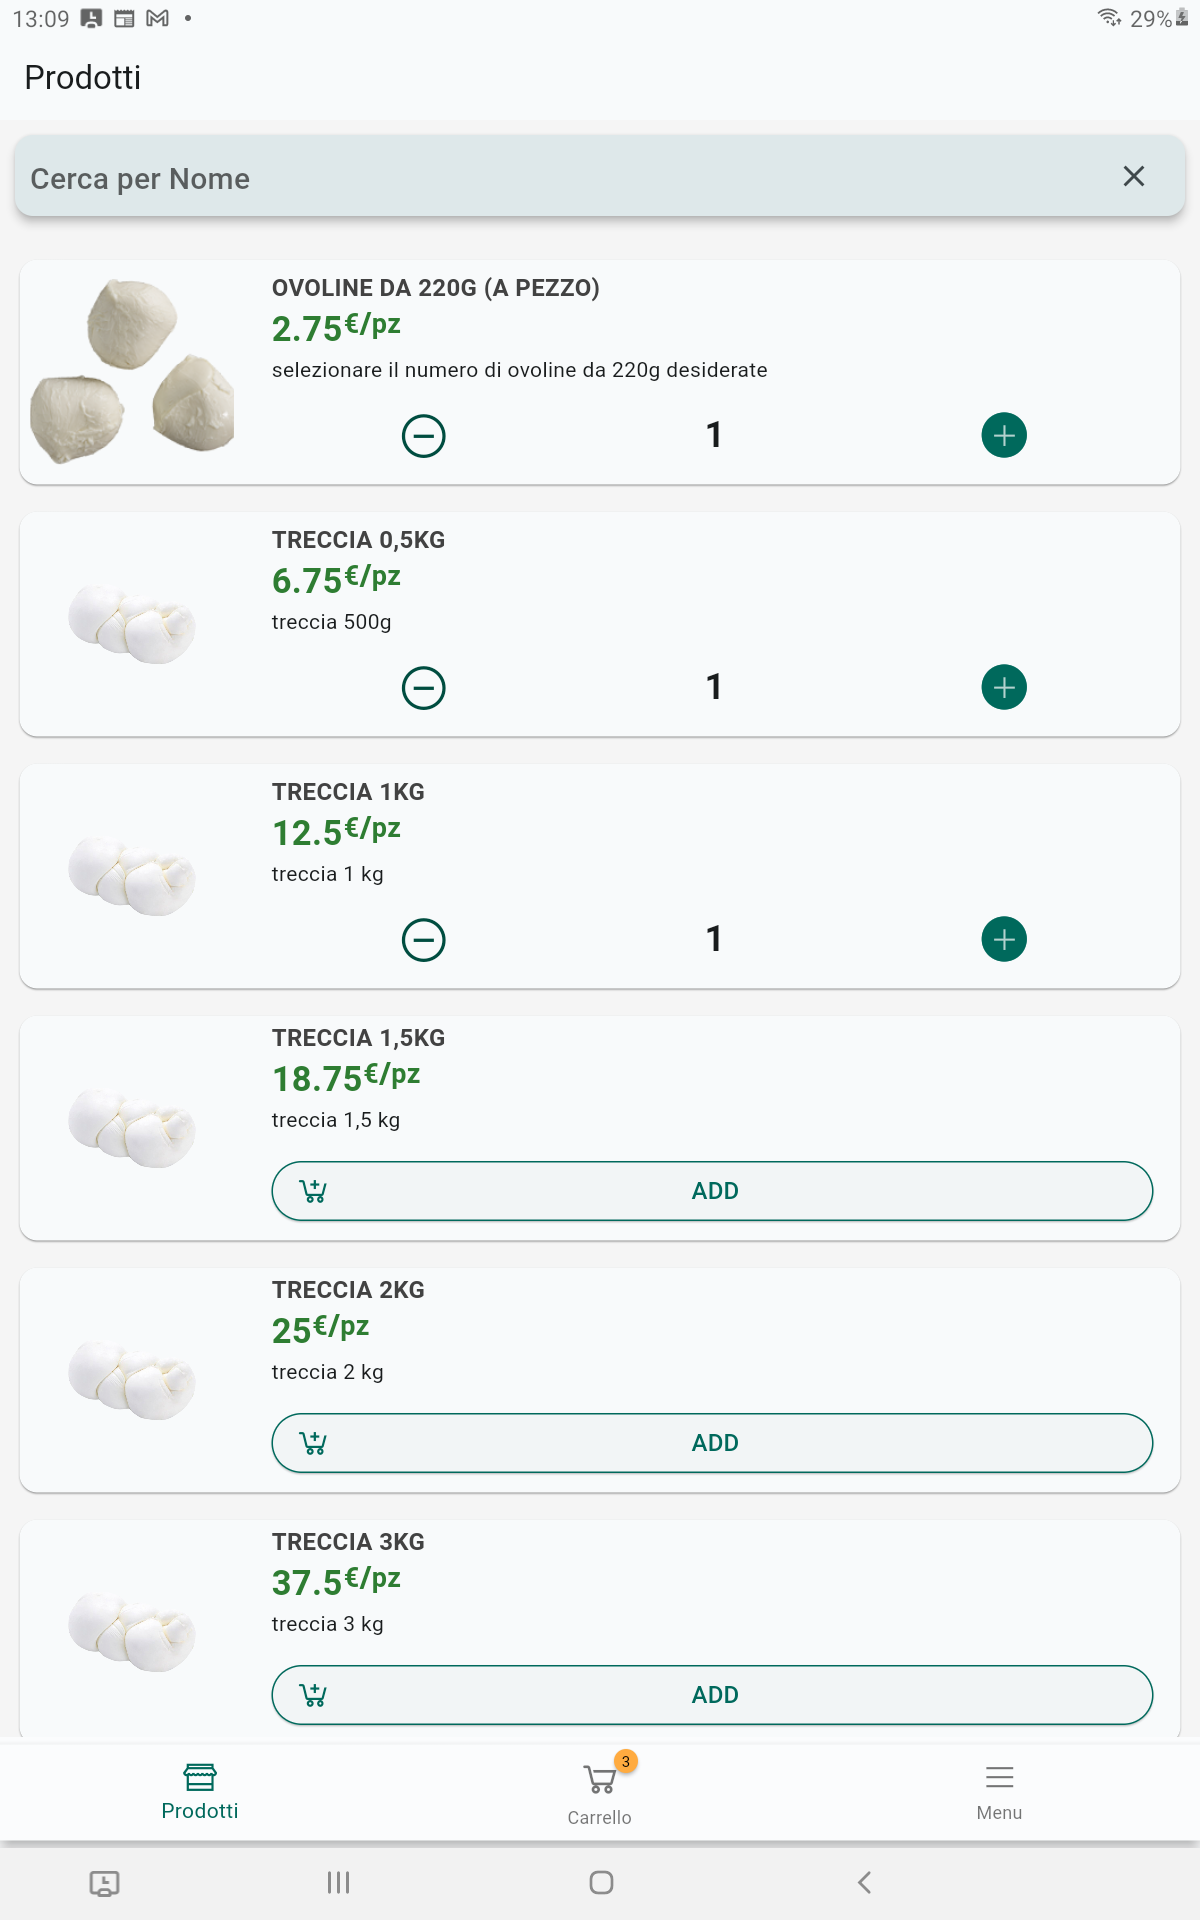 13:09
29%
Prodotti
Cerca per Nome
OVOLINE DA 220G (A PEZZO)
2.75€/pz
selezionare il numero di ovoline da 220g desiderate
1
TRECCIA 0,5KG
6.75€/pz
treccia 500g
1
TRECCIA 1KG
12.5€/pz
treccia 1 kg
1
TRECCIA 1,5KG
18.75€/pz
treccia 1,5 kg
ADD
TRECCIA 2KG
25€/pz
treccia 2 kg
ADD
TRECCIA 3KG
37.5€/pz
treccia 3 kg
ADD
3
Prodotti
Carrello
Menu